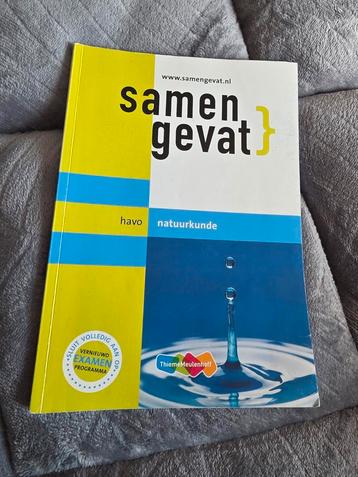 www.samengevat.nl
samen
gevat}
havo natuurkunde
SLUIT VOLLEDIG AAN OP:
VERNIEUWD
EXAMEN
PROGRAMMA
ThiemeMeulenhoff